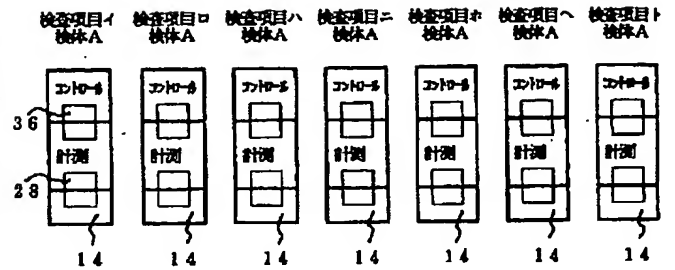 検査項目イ 検査項目ロ 検査項目ハ 検査項目ニ 検査項目ホ 検査項目ヘ 検査項目ト
検体A 検体A 検体A 検体A 検体A 検体A 検体A
コントロール コントロール コントロール コントロール コントロール コントロール コントロール
36
計測 計測 計測 計測 計測 計測 計測
28
14 14 14 14 14 14 14